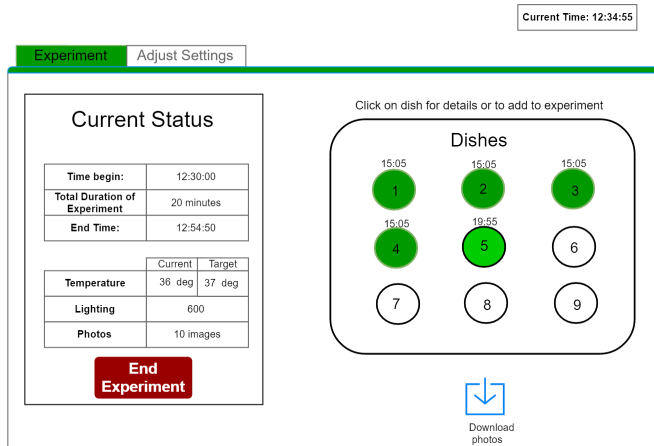 Current Time: 12:34:55
Experiment
Adjust Settings
Current Status
Time begin: 12:30:00
Total Duration of
Experiment
20 minutes
End Time: 12:54:50
Current Target
Temperature 36 deg 37 deg
Lighting 600
Photos 10 images
End
Experiment
Click on dish for details or to add to experiment
Dishes
15:05 15:05 15:05
1 2 3
15:05 19:55
4 5 6
7 8 9
Download
photos